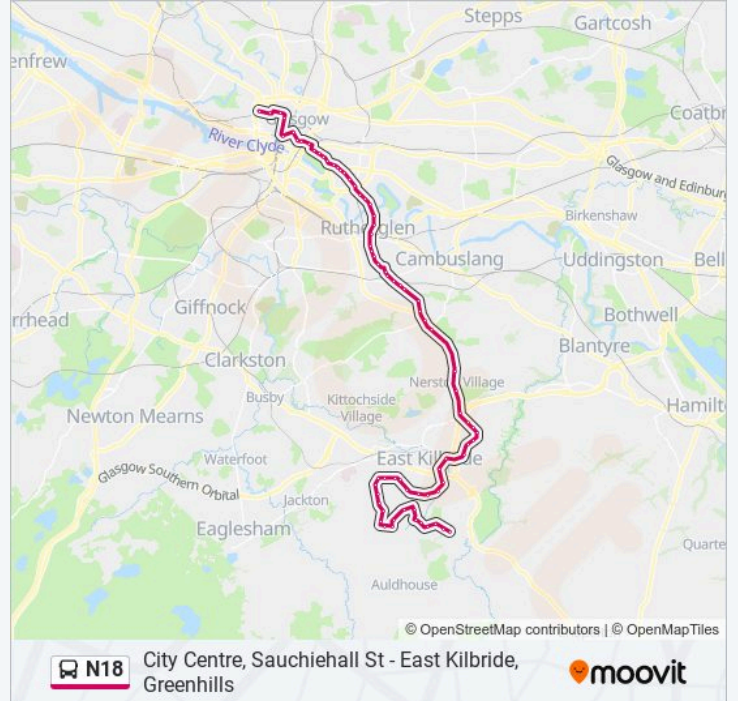 Stepps
Gartcosh
enfrew
Coatbr
sgow
River Clyde
Glasgow and Edinburg
Birkenshaw
Rutherglen
Cambuslang
Uddington
Bell
Giffnock
Bothwell
rrhead
Blantyre
Clarkston
Nerston Village
Busby
Kittochside
Village
Hamilt
Newton Mearns
Waterfoot
East Kilbride
Glasgow Southern Orbital
Jackton
Eaglesham
Quarte
Auldhouse
© OpenStreetMap contributors | © OpenMapTiles
N18
City Centre, Sauchiehall St - East Kilbride,
Greenhills
moovit